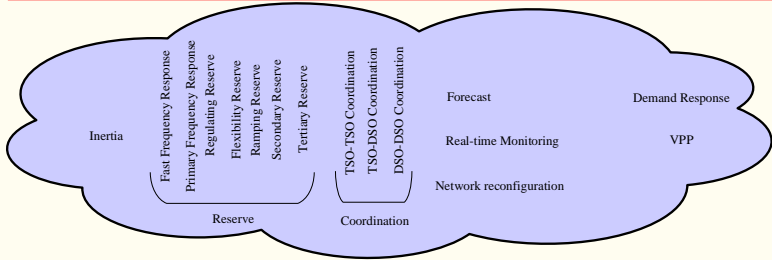 Inertia
Fast Frequency Response
Primary Frequency Response
Regulating Reserve
Flexibility Reserve
Ramping Reserve
Secondary Reserve
Tertiary Reserve
Reserve
TSO-TSO Coordination
TSO-DSO Coordination
DSO-DSO Coordination
Coordination
Forecast
Real-time Monitoring
Network reconfiguration
Demand Response
VPP